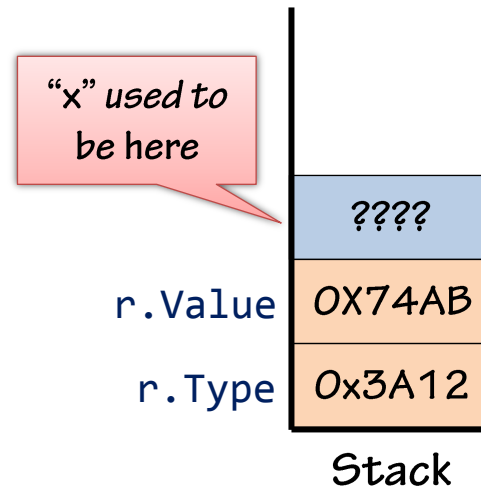 “x” used to
be here
????
r.Value
0X74AB
r.Type
0x3A12
Stack